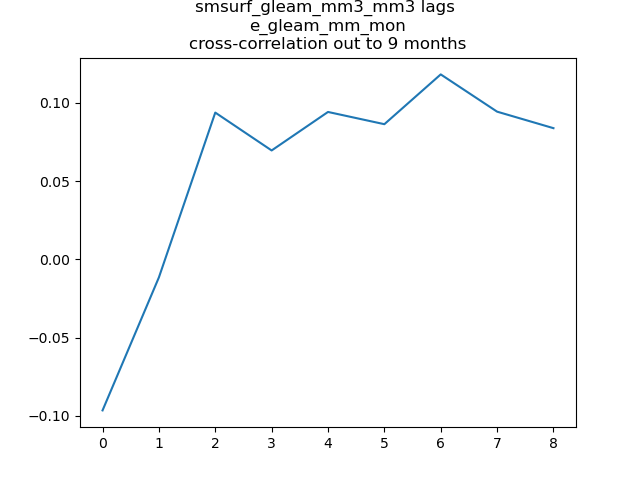 smsurf_gleam_mm3_mm3 lags
e_gleam_mm_mon
cross-correlation out to 9 months
0.10
0.05
0.00
−0.05
−0.10
0 1 2 3 4 5 6 7 8